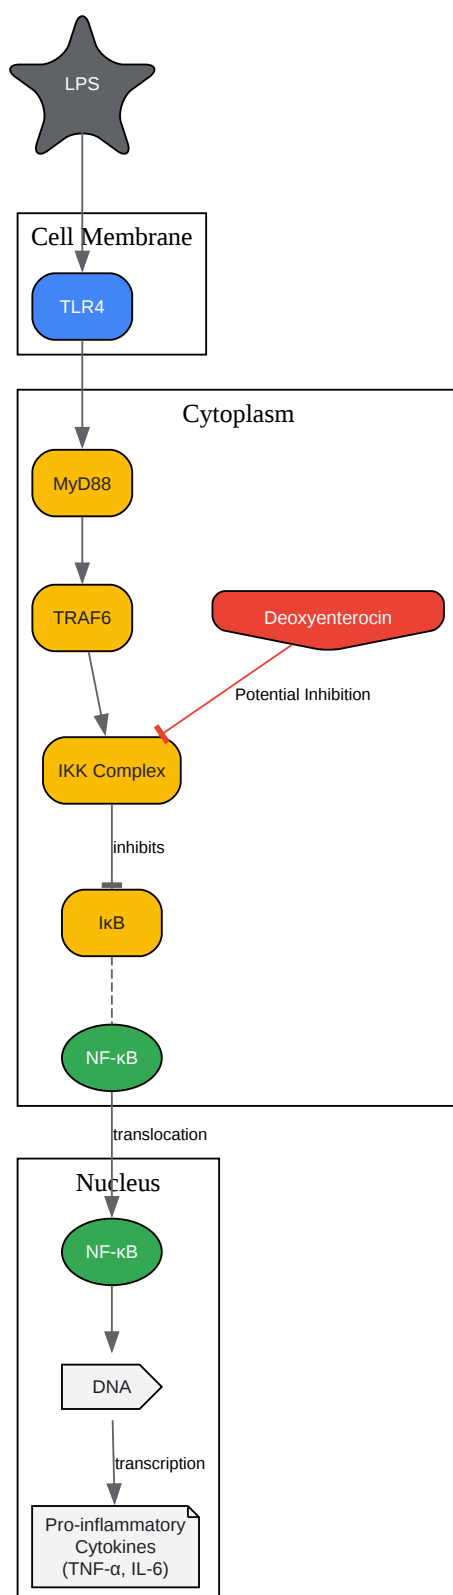 LPS
Cell Membrane
TLR4
Cytoplasm
MyD88
TRAF6
Deoxyenterocin
Potential Inhibition
IKK Complex
inhibits
IκB
NF-κB
translocation
Nucleus
NF-κB
DNA
transcription
Pro-inflammatory
Cytokines
(TNF-α, IL-6)